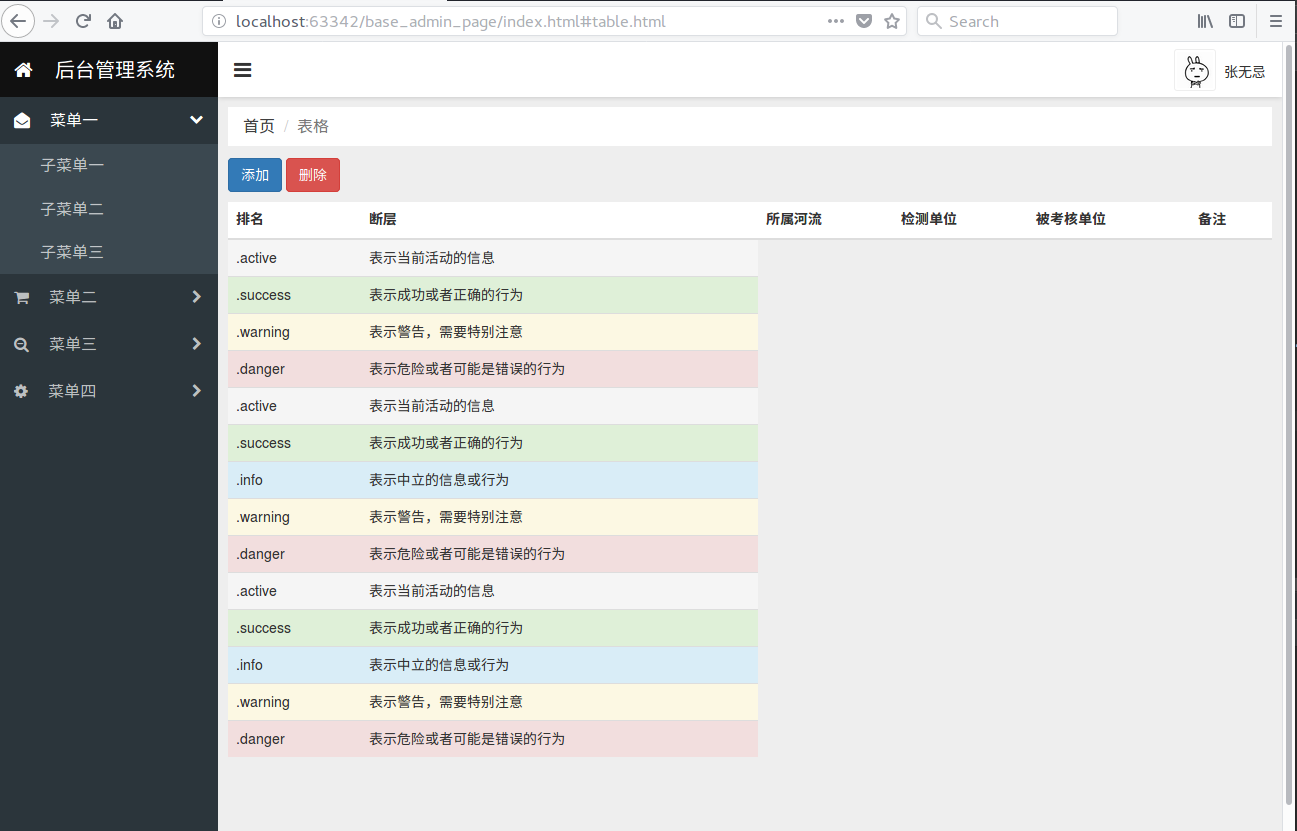 localhost:63342/base_admin_page/index.html#table.html
Search
后台管理系统
张无忌
菜单一
子菜单一
子菜单二
子菜单三
菜单二
菜单三
菜单四
首页 / 表格
添加 删除
排名 断层 所属河流 检测单位 被考核单位 备注
.active 表示当前活动的信息
.success 表示成功或者正确的行为
.warning 表示警告，需要特别注意
.danger 表示危险或者可能是错误的行为
.active 表示当前活动的信息
.success 表示成功或者正确的行为
.info 表示中立的信息或行为
.warning 表示警告，需要特别注意
.danger 表示危险或者可能是错误的行为
.active 表示当前活动的信息
.success 表示成功或者正确的行为
.info 表示中立的信息或行为
.warning 表示警告，需要特别注意
.danger 表示危险或者可能是错误的行为